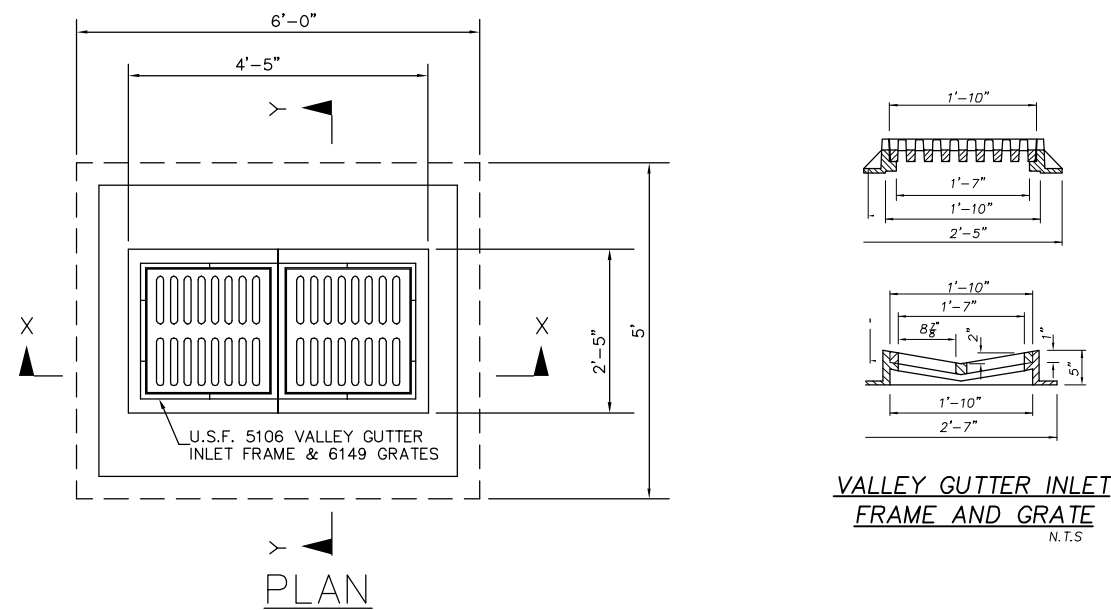 6'-0"
4'-5"
Y
X
X
2'-5"
5'
U.S.F. 5106 VALLEY GUTTER
INLET FRAME & 6149 GRATES
Y
PLAN
1'-10"
1'-7"
1'-10"
2'-5"
1'-10"
1'-7"
8⅞"
2"
1"
5"
1'-10"
2'-7"
VALLEY GUTTER INLET
FRAME AND GRATE
N.T.S